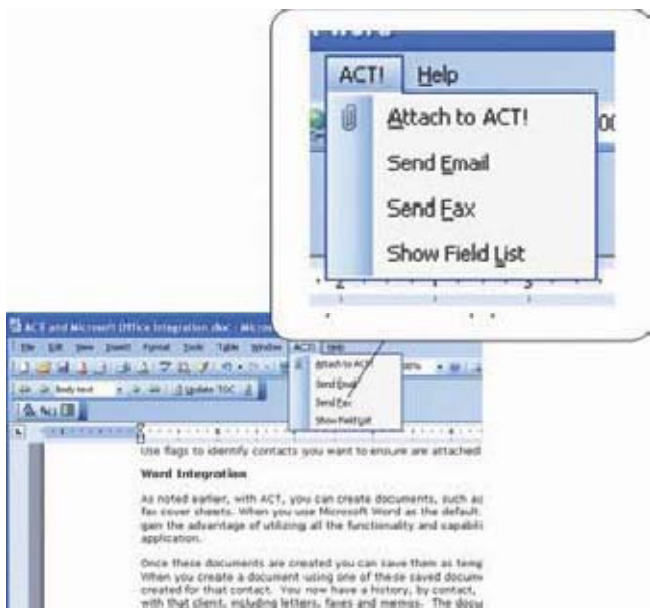 ACT! Help
Attach to ACT!
Send Email
Send Fax
Show Field List
ACT and Microsoft Office Integration.doc - Micros
File Edit View Insert Format Tools Table Window ACT! Help
Body text Update TOC
Attach to ACT!
Send Email
Send Fax
Show Field List
Use flags to identify contacts you want to ensure are attached
Word Integration
As noted earlier, with ACT, you can create documents, such as
fax cover sheets. When you use Microsoft Word as the default
gain the advantage of utilizing all the functionality and capabili
application.
Once these documents are created you can save them as temp
When you create a document using one of these saved docum
created for that contact. You now have a history, by contact,
with that client, including letters, faxes and memos. The docu